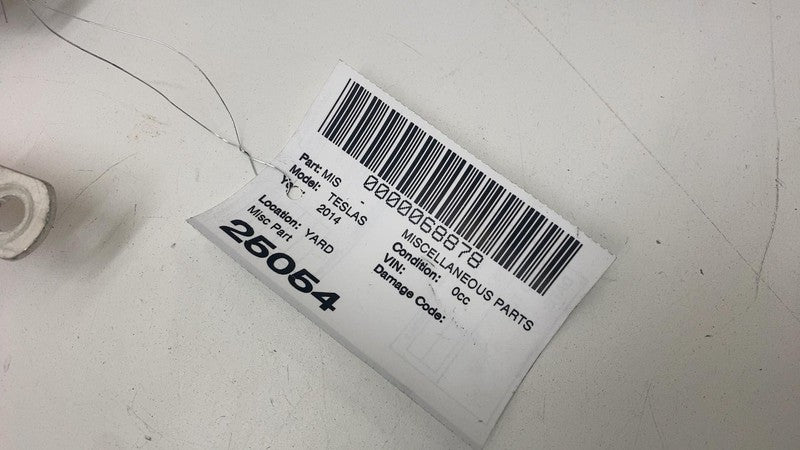 0000068878
Part: MIS - MISCELLANEOUS PARTS
Model: TESLAS Condition: 0cc
2014 VIN:
Damage Code:
Location: YARD
Misc Part
25054